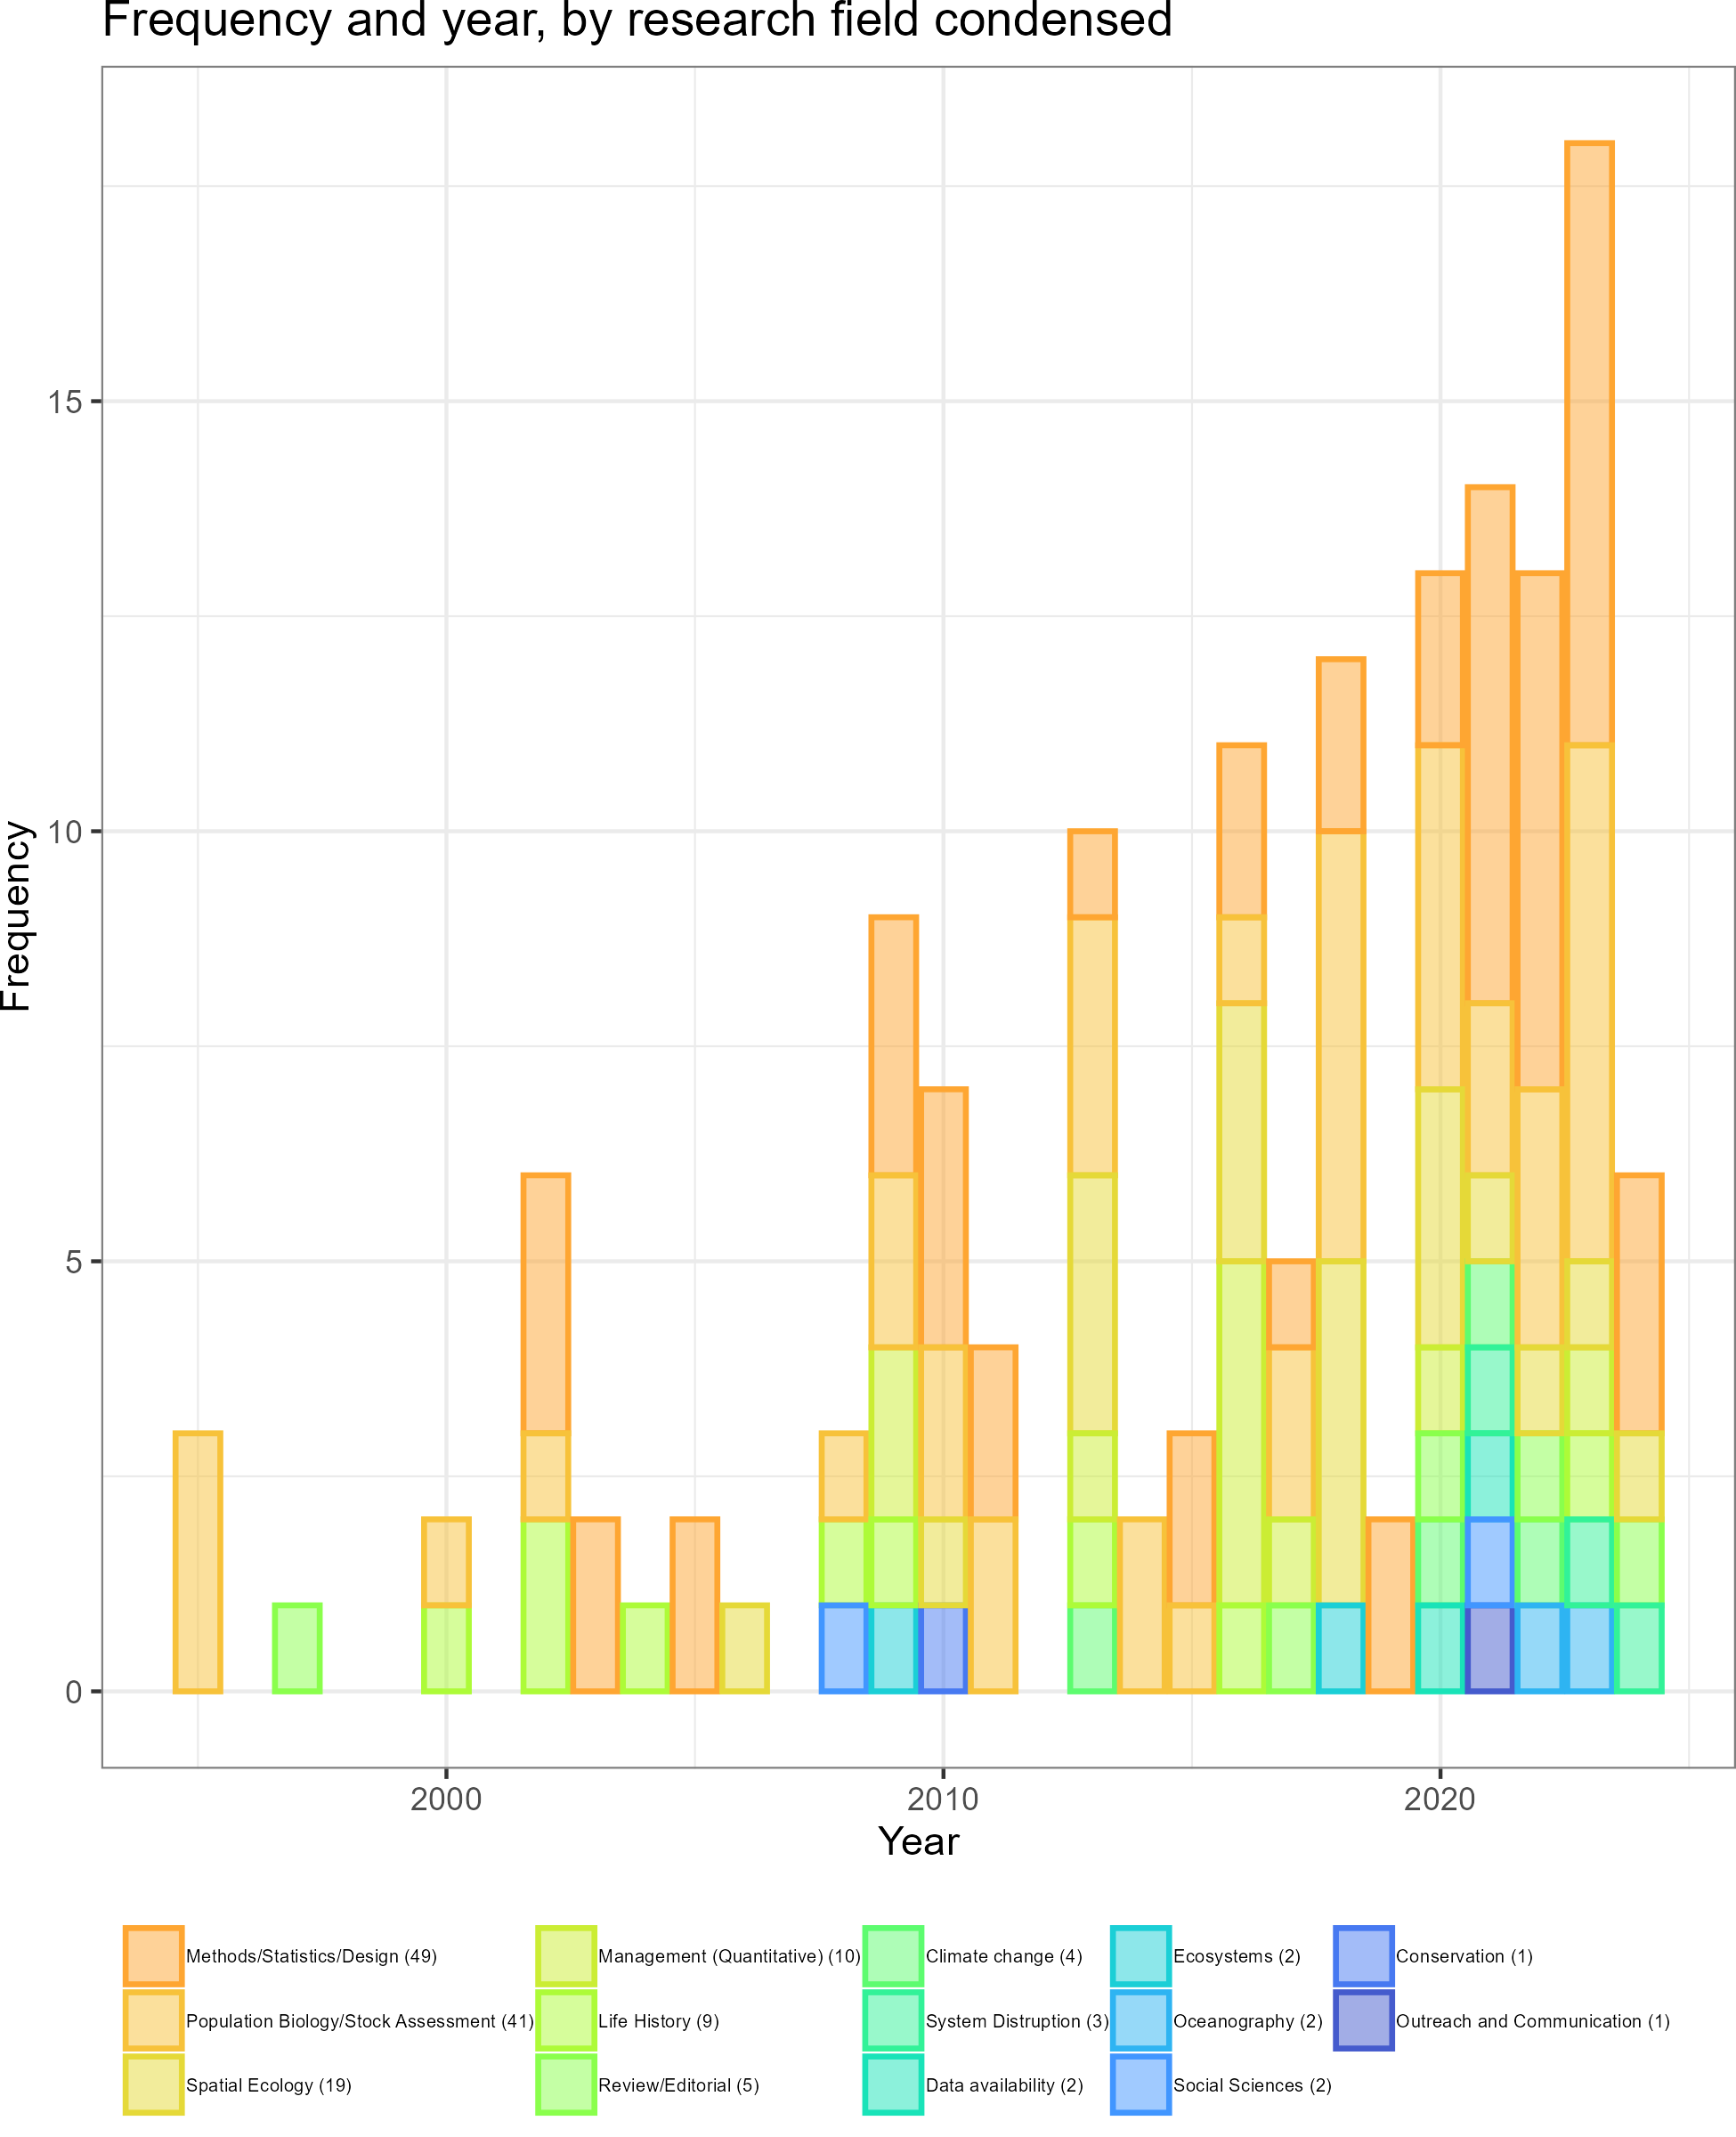 Frequency and year, by research field condensed
15
10
5
0
Frequency
2000
2010
2020
Year
Methods/Statistics/Design (49)
Population Biology/Stock Assessment (41)
Spatial Ecology (19)
Management (Quantitative) (10)
Life History (9)
Review/Editorial (5)
Climate change (4)
System Distruption (3)
Data availability (2)
Ecosystems (2)
Oceanography (2)
Social Sciences (2)
Conservation (1)
Outreach and Communication (1)